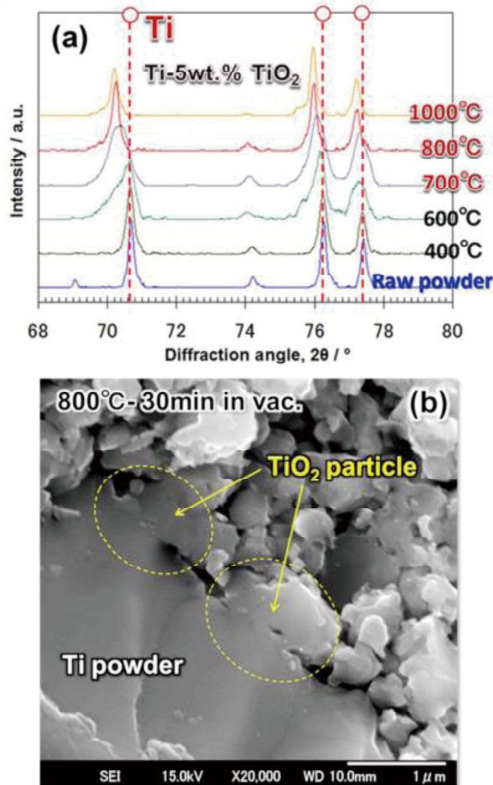 (a)
Ti
Ti-5wt.% TiO₂
1000℃
800℃
700℃
600℃
400℃
Raw powder
Intensity / a.u.
68 70 72 74 76 78 80
Diffraction angle, 2θ / °
800℃- 30min in vac.
(b)
TiO₂ particle
Ti powder
SEI 15.0kV X20,000 WD 10.0mm 1μm